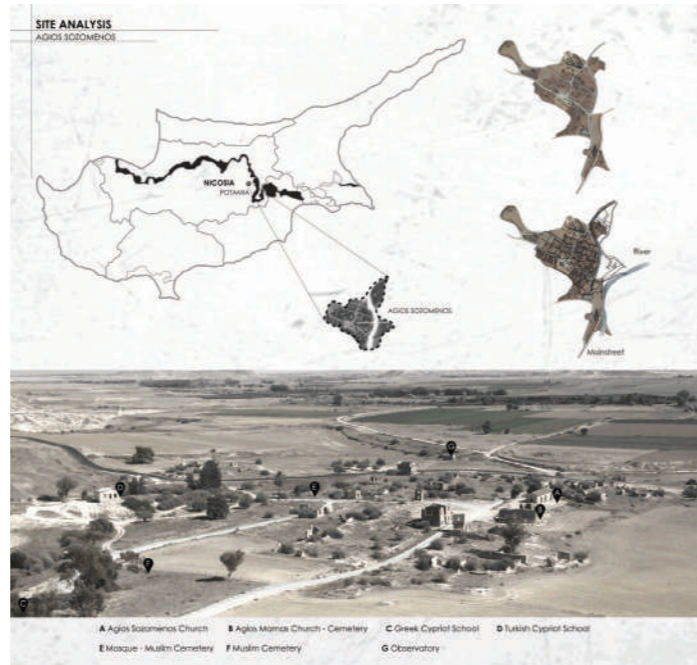 SITE ANALYSIS
AGIOS SOZOMENOS
NICOSIA
POTAMIA
AGIOS SOZOMENOS
River
Mainstreet
G
D
E
A
B
F
C
A Agios Sozomenos Church
B Agios Mamas Church - Cemetery
C Greek Cypriot School
D Turkish Cypriot School
E Mosque - Muslim Cemetery
F Muslim Cemetery
G Observatory